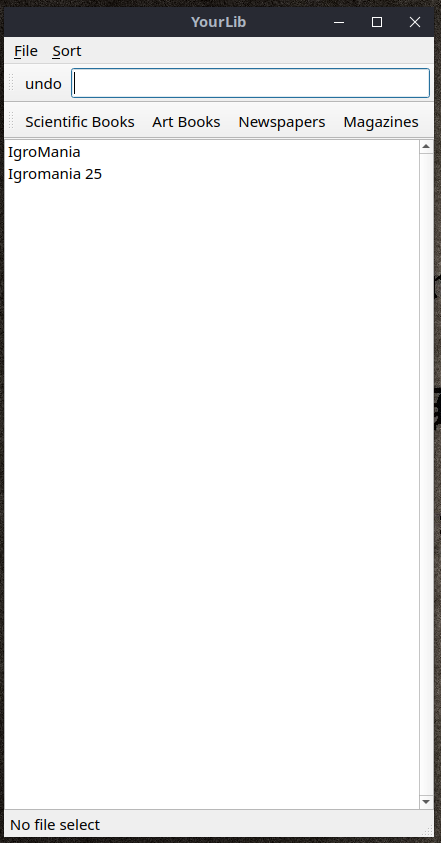 YourLib
File Sort
undo
Scientific Books Art Books Newspapers Magazines
IgroMania
Igromania 25
No file select